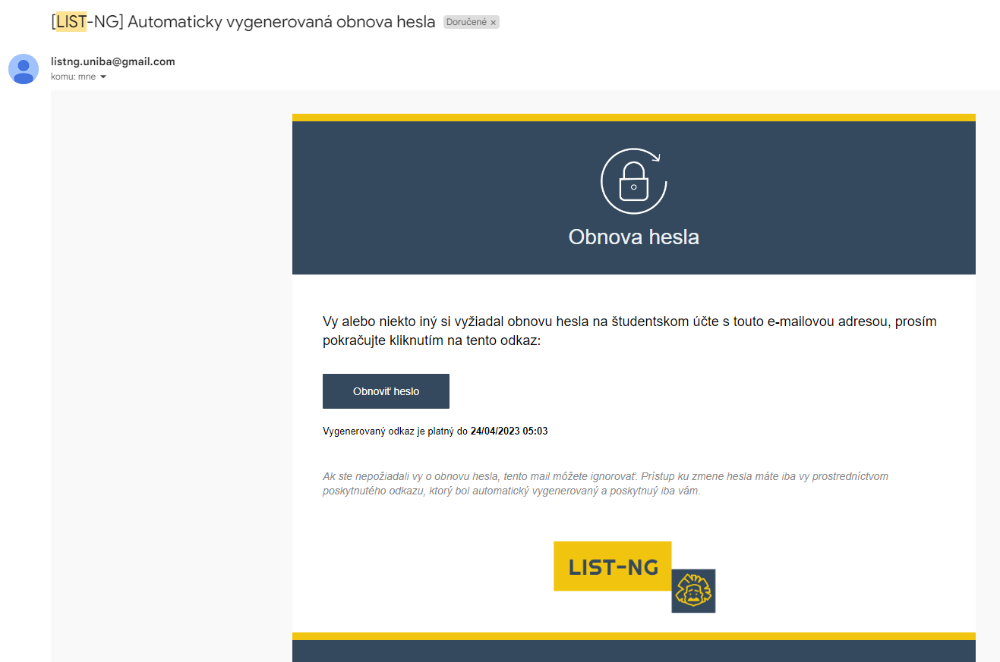 [LIST-NG] Automaticky vygenerovaná obnova hesla Doručené ×
listng.uniba@gmail.com
komu: mne
Obnova hesla
Vy alebo niekto iný si vyžiadal obnovu hesla na študentskom účte s touto e-mailovou adresou, prosím
pokračujte kliknutím na tento odkaz:
Obnoviť heslo
Vygenerovaný odkaz je platný do 24/04/2023 05:03
Ak ste nepožiadali vy o obnovu hesla, tento mail môžete ignorovať. Prístup ku zmene hesla máte iba vy prostredníctvom
poskytnutého odkazu, ktorý bol automatický vygenerovaný a poskytnuý iba vám.
LIST-NG